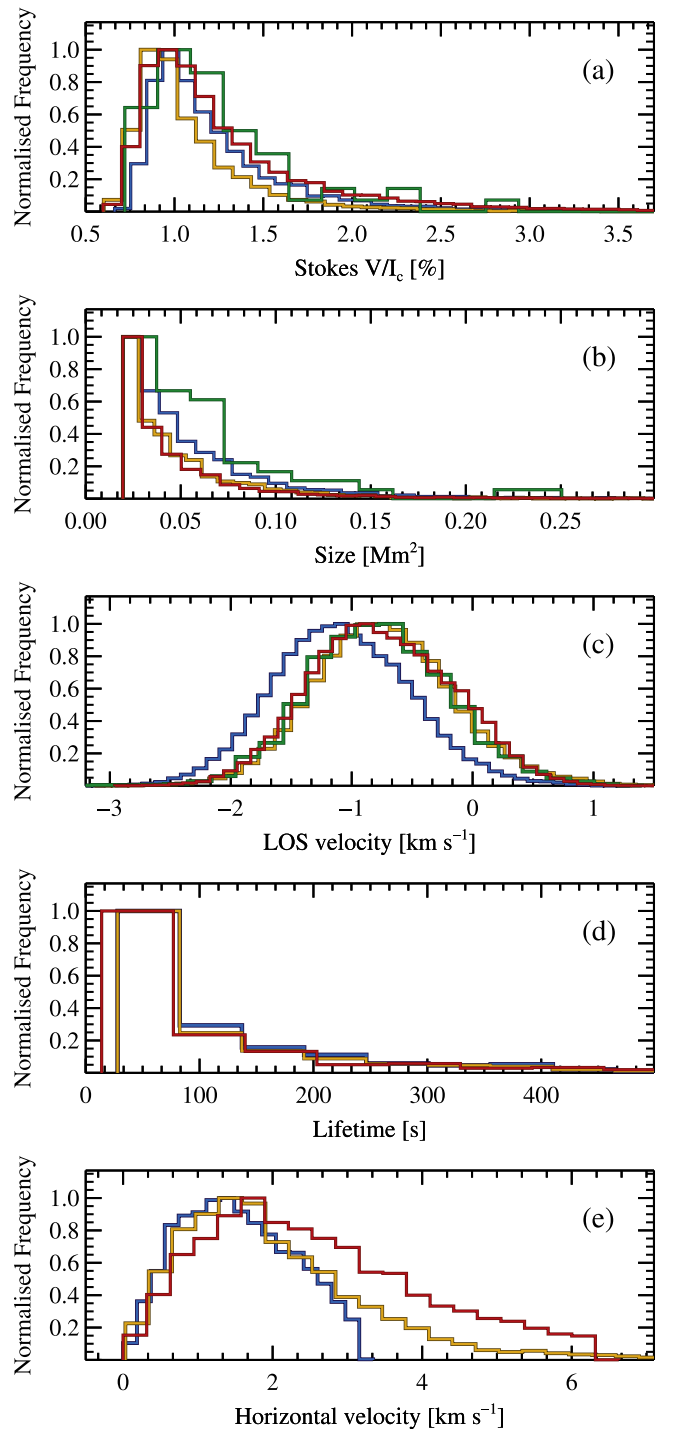 Normalised Frequency
1.0
0.8
0.6
0.4
0.2
(a)
0.5 1.0 1.5 2.0 2.5 3.0 3.5
Stokes V/Ic [%]
Normalised Frequency
1.0
0.8
0.6
0.4
0.2
(b)
0.00 0.05 0.10 0.15 0.20 0.25
Size [Mm²]
Normalised Frequency
1.0
0.8
0.6
0.4
0.2
(c)
−3 −2 −1 0 1
LOS velocity [km s⁻¹]
Normalised Frequency
1.0
0.8
0.6
0.4
0.2
(d)
0 100 200 300 400
Lifetime [s]
Normalised Frequency
1.0
0.8
0.6
0.4
0.2
(e)
0 2 4 6
Horizontal velocity [km s⁻¹]